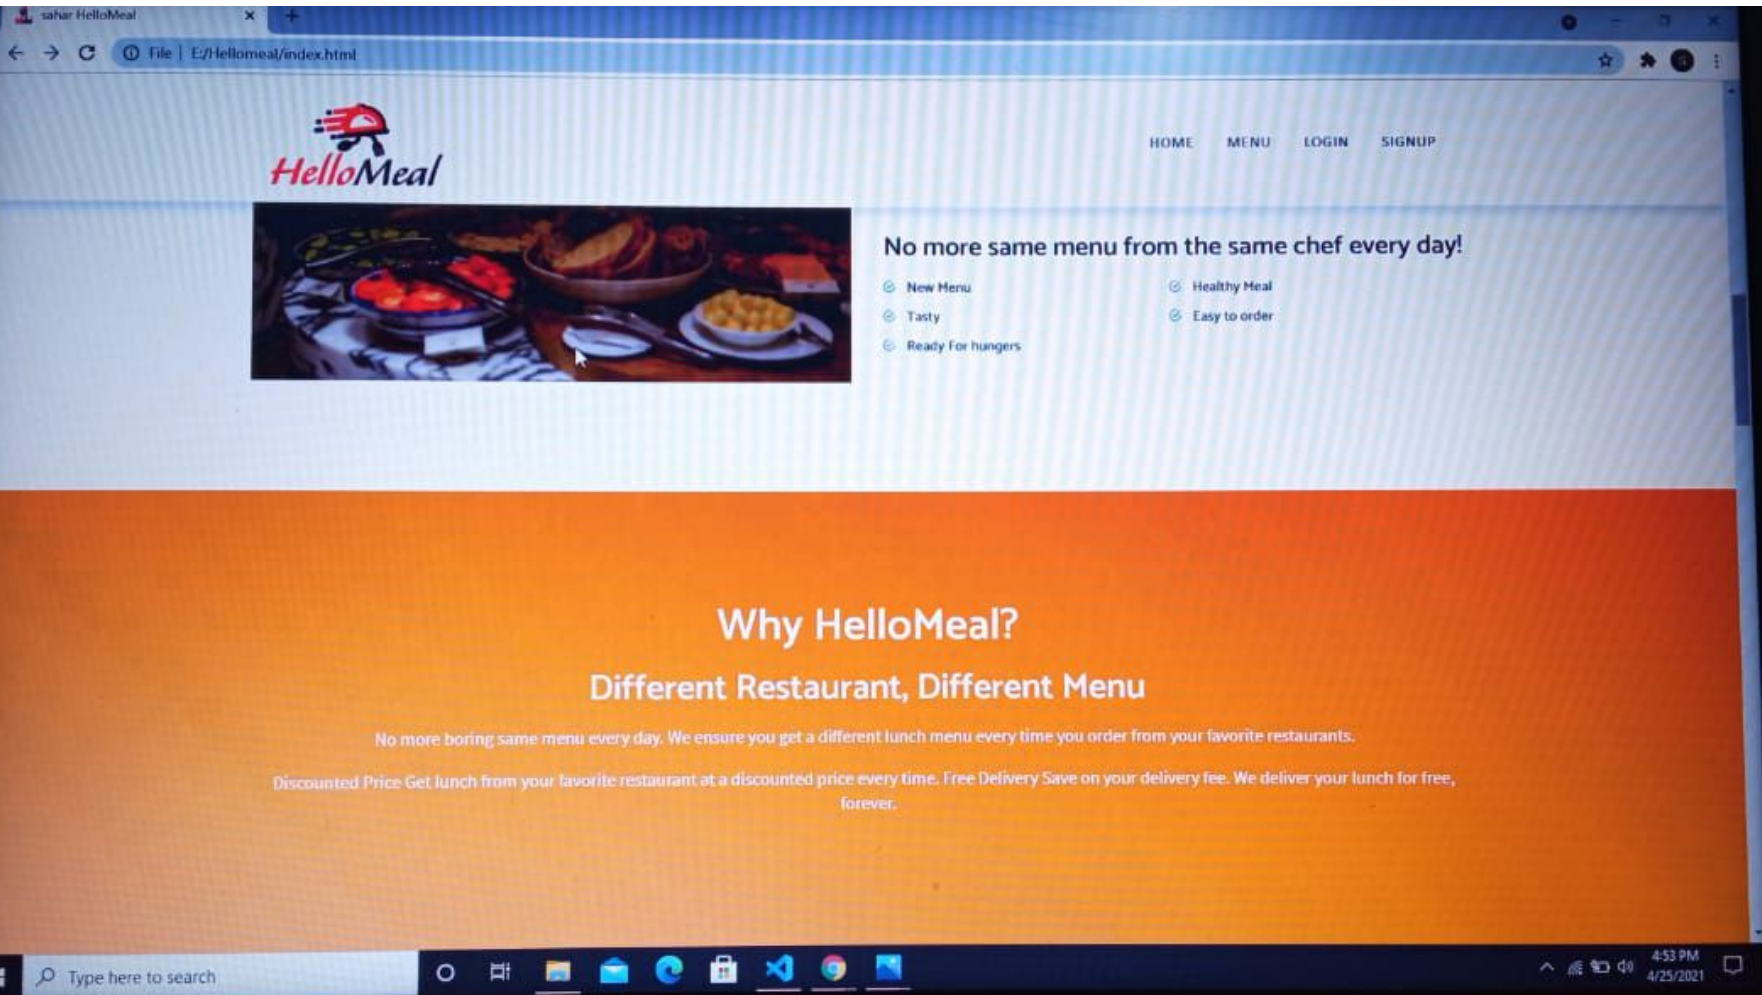 sahar HelloMeal
File | E:/Hellomeal/index.html
HelloMeal
HOME MENU LOGIN SIGNUP
No more same menu from the same chef every day!
New Menu
Healthy Meal
Tasty
Easy to order
Ready For hungers
Why HelloMeal?
Different Restaurant, Different Menu
No more boring same menu every day. We ensure you get a different lunch menu every time you order from your favorite restaurants.
Discounted Price Get lunch from your favorite restaurant at a discounted price every time. Free Delivery Save on your delivery fee. We deliver your lunch for free,
forever.
Type here to search
4:53 PM
4/25/2021